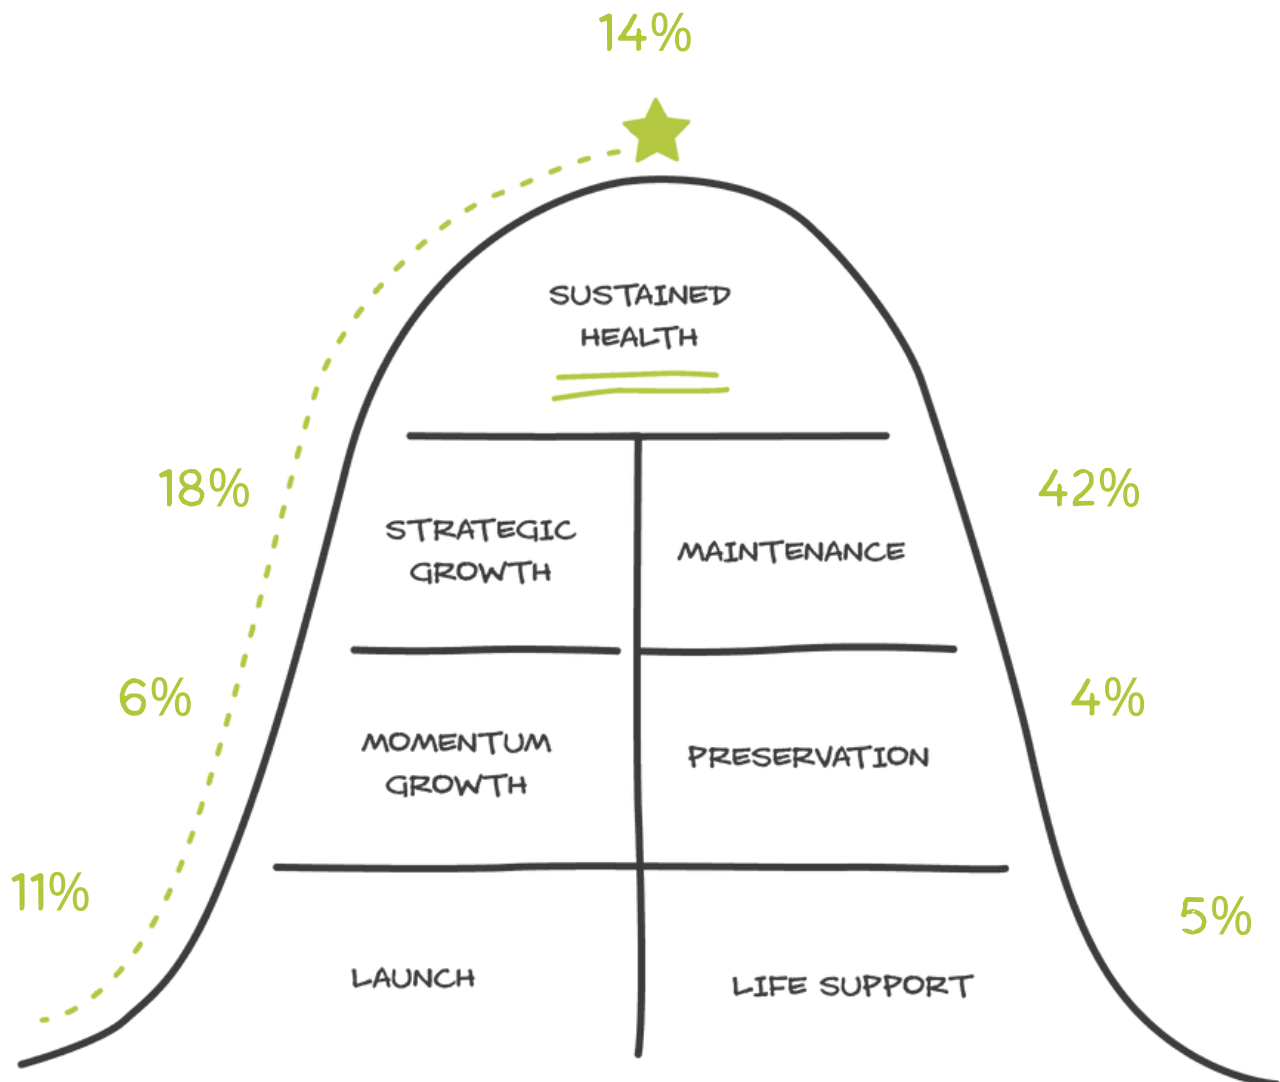 14%
SUSTAINED
HEALTH
18%
42%
STRATEGIC
GROWTH
MAINTENANCE
6%
4%
MOMENTUM
GROWTH
PRESERVATION
11%
5%
LAUNCH
LIFE SUPPORT